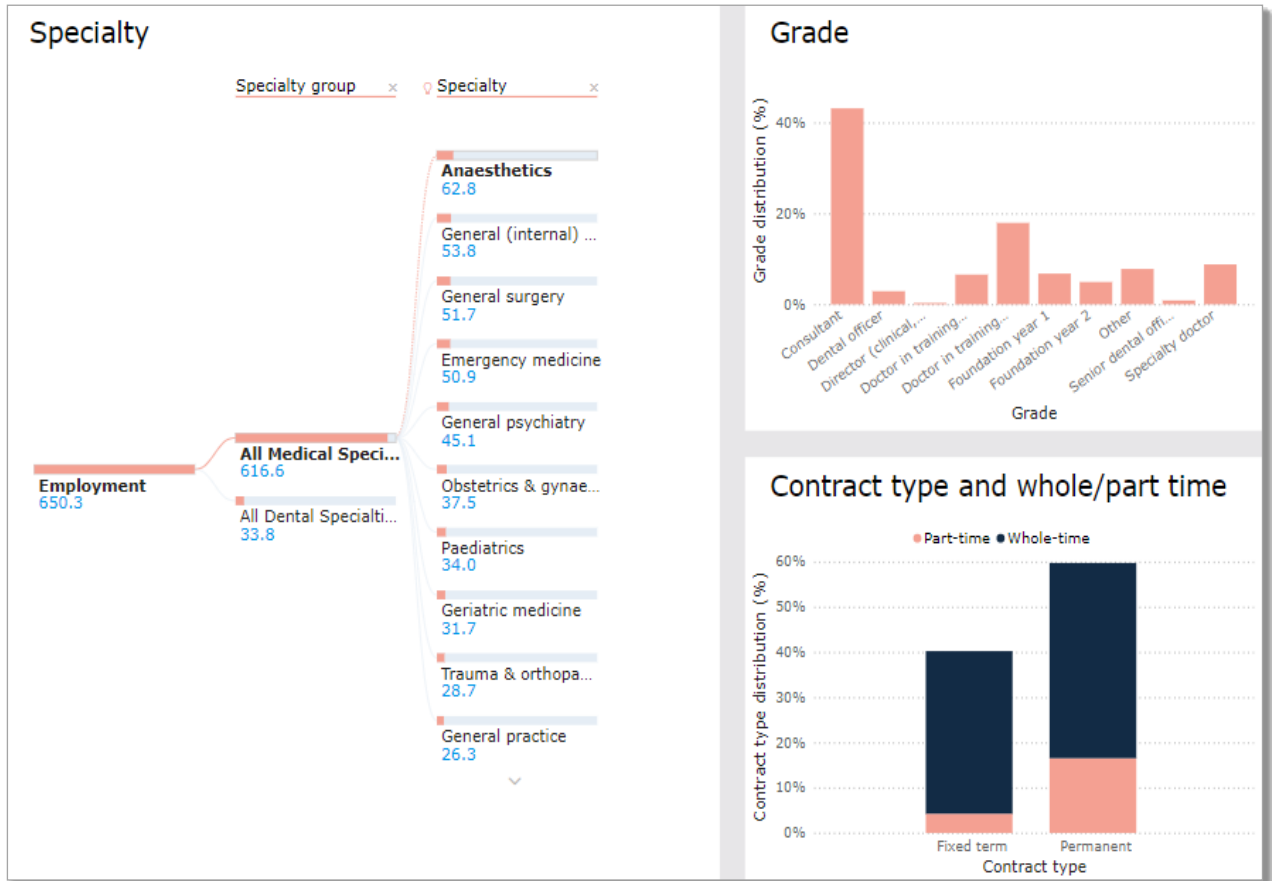 Specialty
Specialty group ×
Specialty ×
Employment
650.3
All Medical Speci...
616.6
All Dental Specialti...
33.8
Anaesthetics
62.8
General (internal) ...
53.8
General surgery
51.7
Emergency medicine
50.9
General psychiatry
45.1
Obstetrics & gynae...
37.5
Paediatrics
34.0
Geriatric medicine
31.7
Trauma & orthopa...
28.7
General practice
26.3
Grade
Grade distribution (%)
40%
20%
0%
Consultant
Dental officer
Director (clinical,...
Doctor in training...
Doctor in training...
Foundation year 1
Foundation year 2
Other
Senior dental offi...
Specialty doctor
Grade
Contract type and whole/part time
Part-time Whole-time
Contract type distribution (%)
60%
50%
40%
30%
20%
10%
0%
Fixed term
Permanent
Contract type